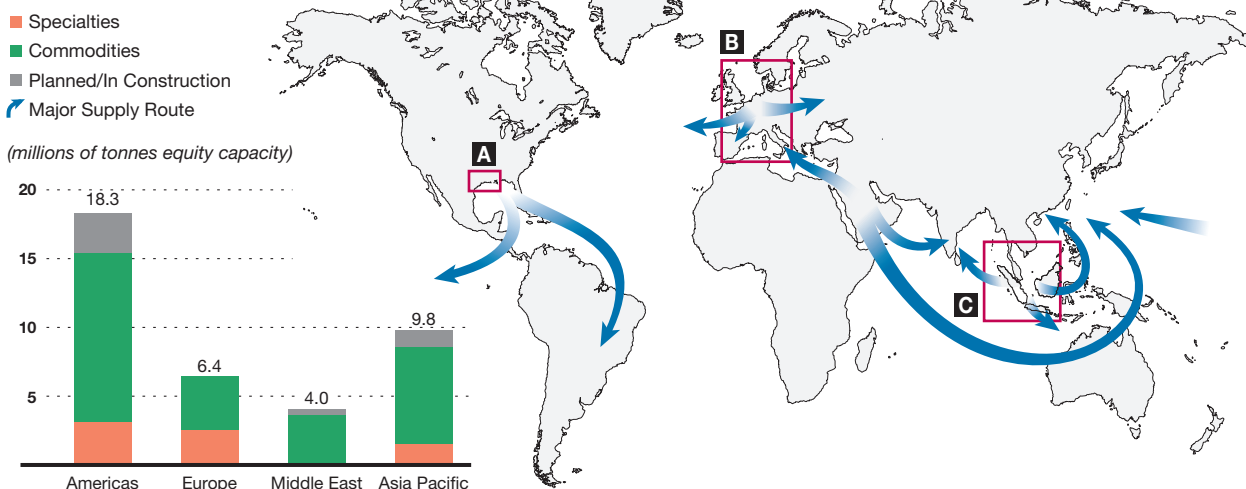 Specialties
Commodities
Planned/In Construction
Major Supply Route
(millions of tonnes equity capacity)
20
18.3
15
10
9.8
6.4
5
4.0
Americas Europe Middle East Asia Pacific
A
B
C